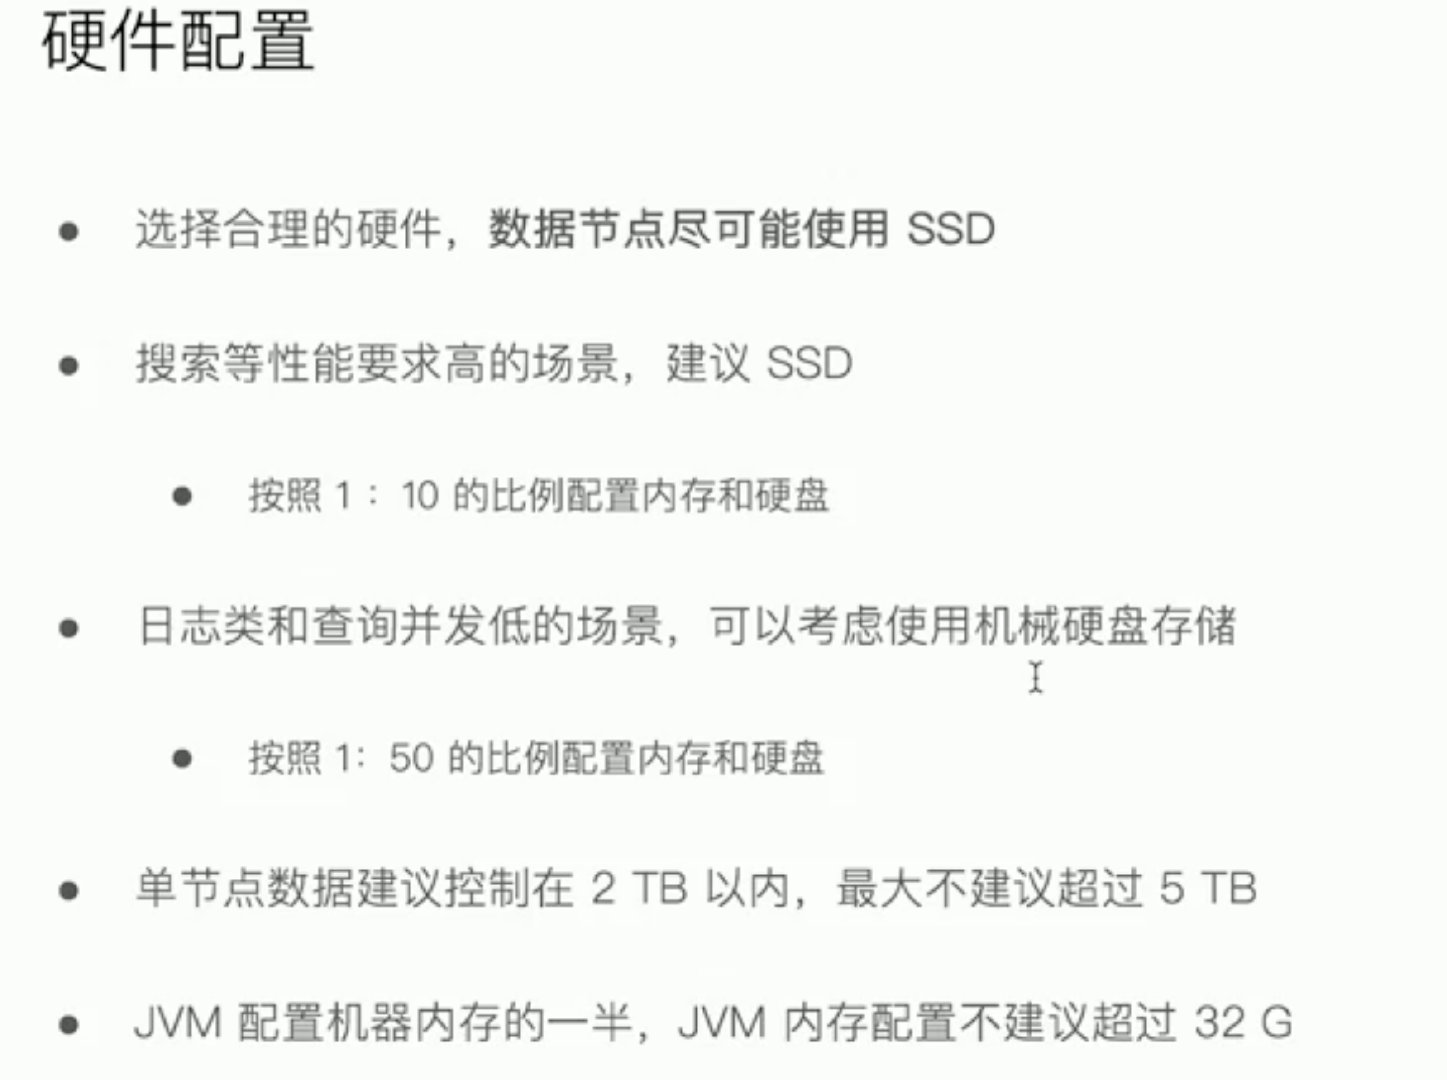 硬件配置
选择合理的硬件，数据节点尽可能使用 SSD
搜索等性能要求高的场景，建议 SSD
按照 1： 10 的比例配置内存和硬盘
日志类和查询并发低的场景，可以考虑使用机械硬盘存储
按照 1：50 的比例配置内存和硬盘
单节点数据建议控制在 2 TB 以内，最大不建议超过 5 TB
JVM 配置机器内存的一半，JVM 内存配置不建议超过 32 G